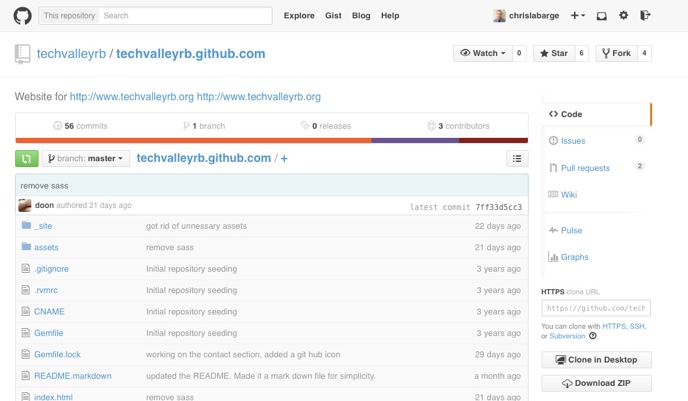 This repository Search Explore Gist Blog Help chrislabarge
techvalleyrb / techvalleyrb.github.com Watch 0 Star 6 Fork 4
Website for http://www.techvalleyrb.org http://www.techvalleyrb.org
56 commits 1 branch 0 releases 3 contributors
branch: master techvalleyrb.github.com / +
remove sass
doon authored 21 days ago latest commit 7ff33d5cc3
_site got rid of unnessary assets 22 days ago
assets remove sass 21 days ago
.gitignore Initial repository seeding 3 years ago
.rvmrc Initial repository seeding 3 years ago
CNAME Initial repository seeding 3 years ago
Gemfile Initial repository seeding 3 years ago
Gemfile.lock working on the contact section, added a git hub icon 29 days ago
README.markdown updated the README. Made it a mark down file for simplicity. a month ago
index.html remove sass 21 days ago
Code
Issues 0
Pull requests 2
Wiki
Pulse
Graphs
HTTPS clone URL
https://github.com/tech
You can clone with HTTPS, SSH,
or Subversion.
Clone in Desktop
Download ZIP